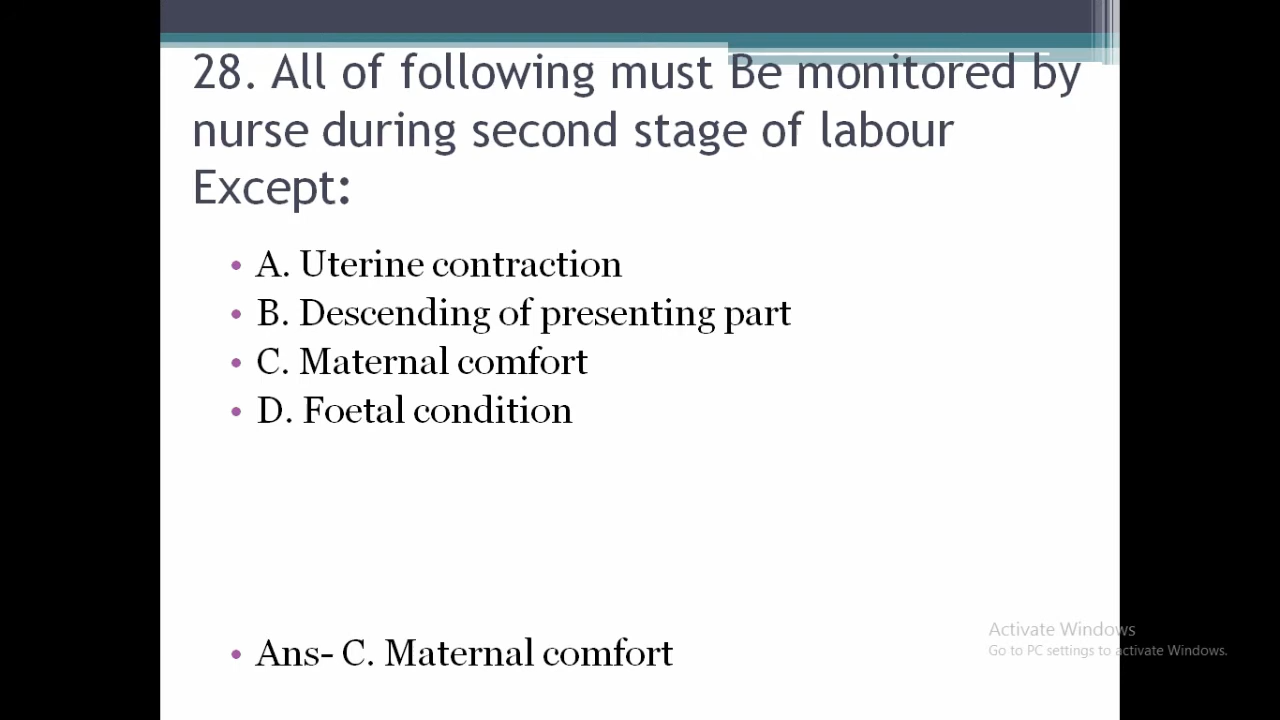 28. All of following must Be monitored by
nurse during second stage of labour
Except:
• A. Uterine contraction
• B. Descending of presenting part
• C. Maternal comfort
• D. Foetal condition
• Ans- C. Maternal comfort
Activate Windows
Go to PC settings to activate Windows.